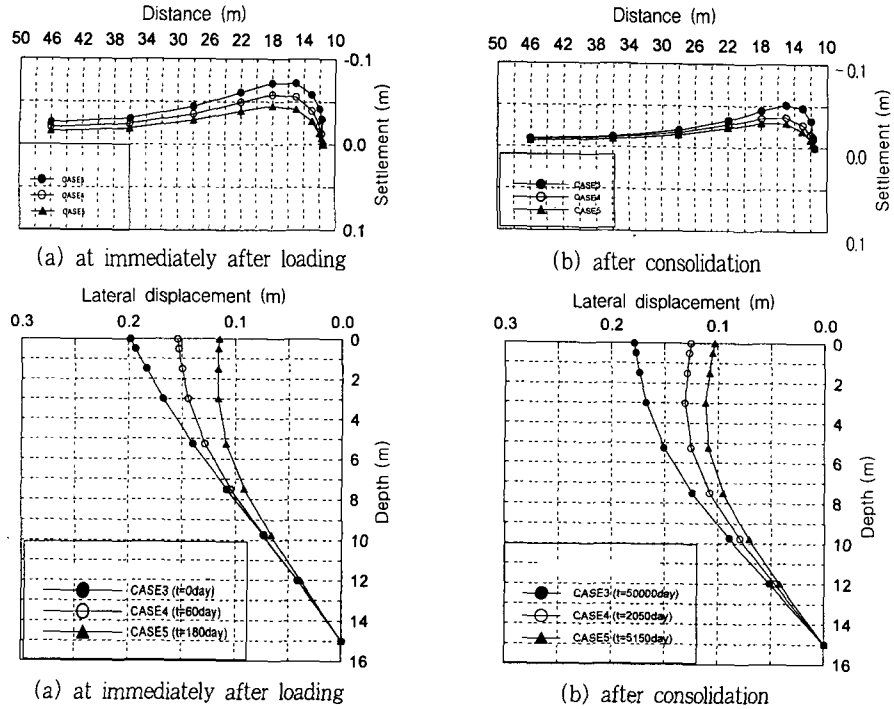 Distance (m)
50 46 42 38 34 30 26 22 18 14 10
-0.1
0.0
0.1
Settlement (m)
CASE3
CASE4
CASE5
(a) at immediately after loading
Distance (m)
50 46 42 38 34 30 26 22 18 14 10
-0.1
0.0
0.1
Settlement (m)
CASE3
CASE4
CASE5
(b) after consolidation
Lateral displacement (m)
0.3 0.2 0.1 0.0
0
2
4
6
8
10
12
14
16
Depth (m)
CASE3 (t=0day)
CASE4 (t=60day)
CASE5 (t=180day)
(a) at immediately after loading
Lateral displacement (m)
0.3 0.2 0.1 0.0
0
2
4
6
8
10
12
14
16
Depth (m)
CASE3 (t=50000day)
CASE4 (t=2050day)
CASE5 (t=5150day)
(b) after consolidation